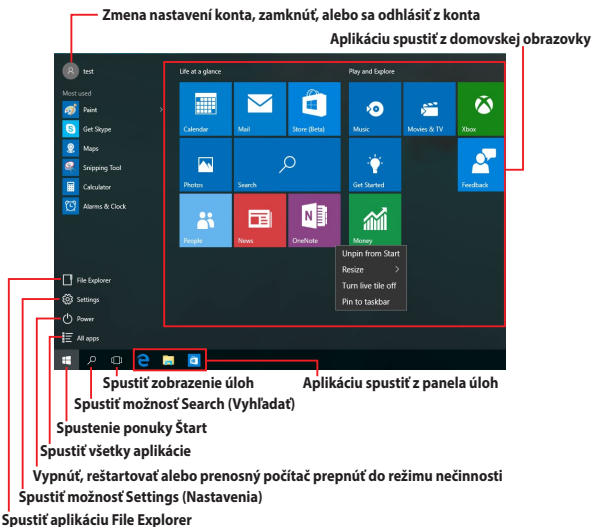 Zmena nastavení konta, zamknúť, alebo sa odhlásiť z konta
Aplikáciu spustiť z domovskej obrazovky
test
Life at a glance
Play and Explore
Most used
Paint
Get Skype
Maps
Snipping Tool
Calculator
Alarms & Clock
Calendar
Mail
Store (Beta)
Music
Movies & TV
Xbox
Photos
Search
Get Started
Feedback
People
News
OneNote
Money
Unpin from Start
Resize
Turn live tile off
Pin to taskbar
File Explorer
Settings
Power
All apps
Spustiť zobrazenie úloh
Aplikáciu spustiť z panela úloh
Spustiť možnosť Search (Vyhľadať)
Spustenie ponuky Štart
Spustiť všetky aplikácie
Vypnúť, reštartovať alebo prenosný počítač prepnúť do režimu nečinnosti
Spustiť možnosť Settings (Nastavenia)
Spustiť aplikáciu File Explorer